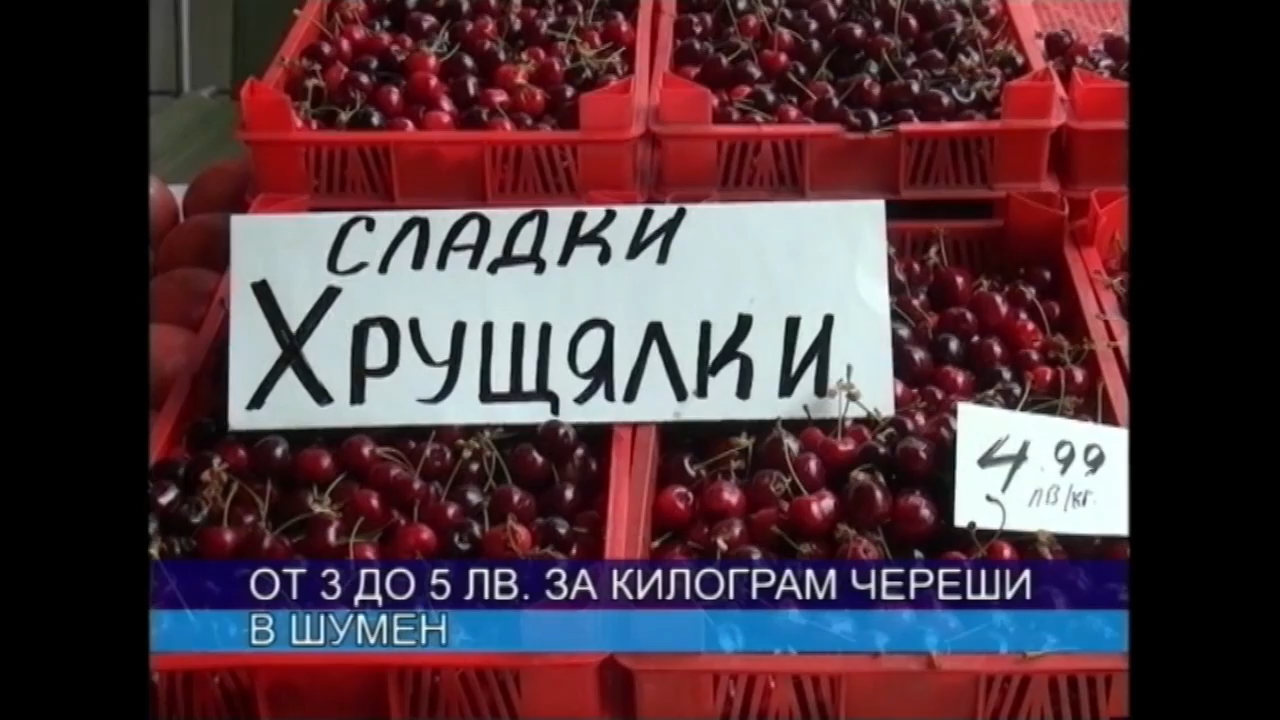 СЛАДКИ
ХРУЩЯЛКИ
4.99
лв/кг.
ОТ 3 ДО 5 ЛВ. ЗА КИЛОГРАМ ЧЕРЕШИ
В ШУМЕН